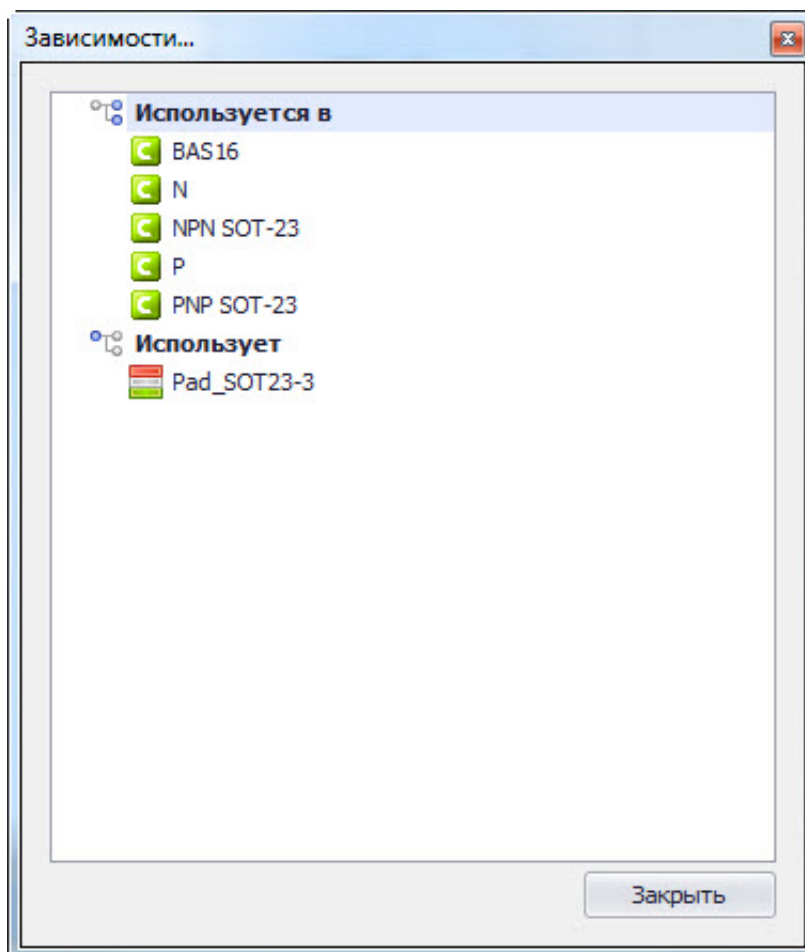 Зависимости...
Используется в
BAS16
N
NPN SOT-23
P
PNP SOT-23
Использует
Pad_SOT23-3
Закрыть